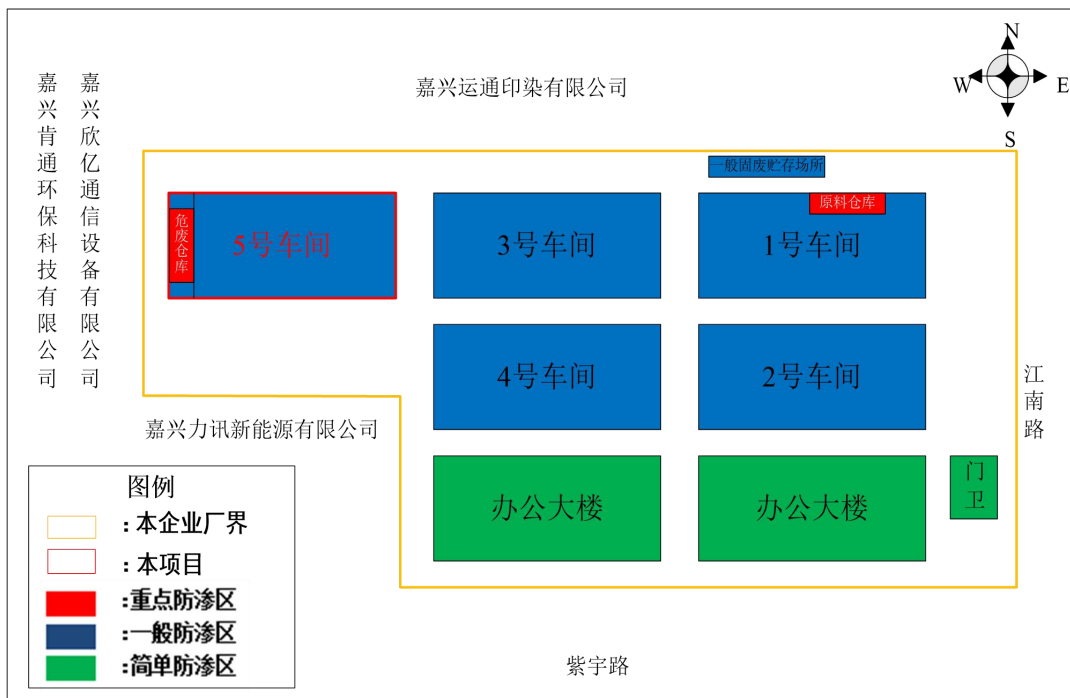 N
W
E
S
嘉兴运通印染有限公司
嘉兴肯通环保科技有限公司
嘉兴欣亿通信设备有限公司
一般固废贮存场所
原料仓库
危废仓库
5号车间
3号车间
1号车间
4号车间
2号车间
江南路
嘉兴力讯新能源有限公司
办公大楼
办公大楼
门卫
图例
：本企业厂界
：本项目
:重点防渗区
:一般防渗区
:简单防渗区
紫宇路